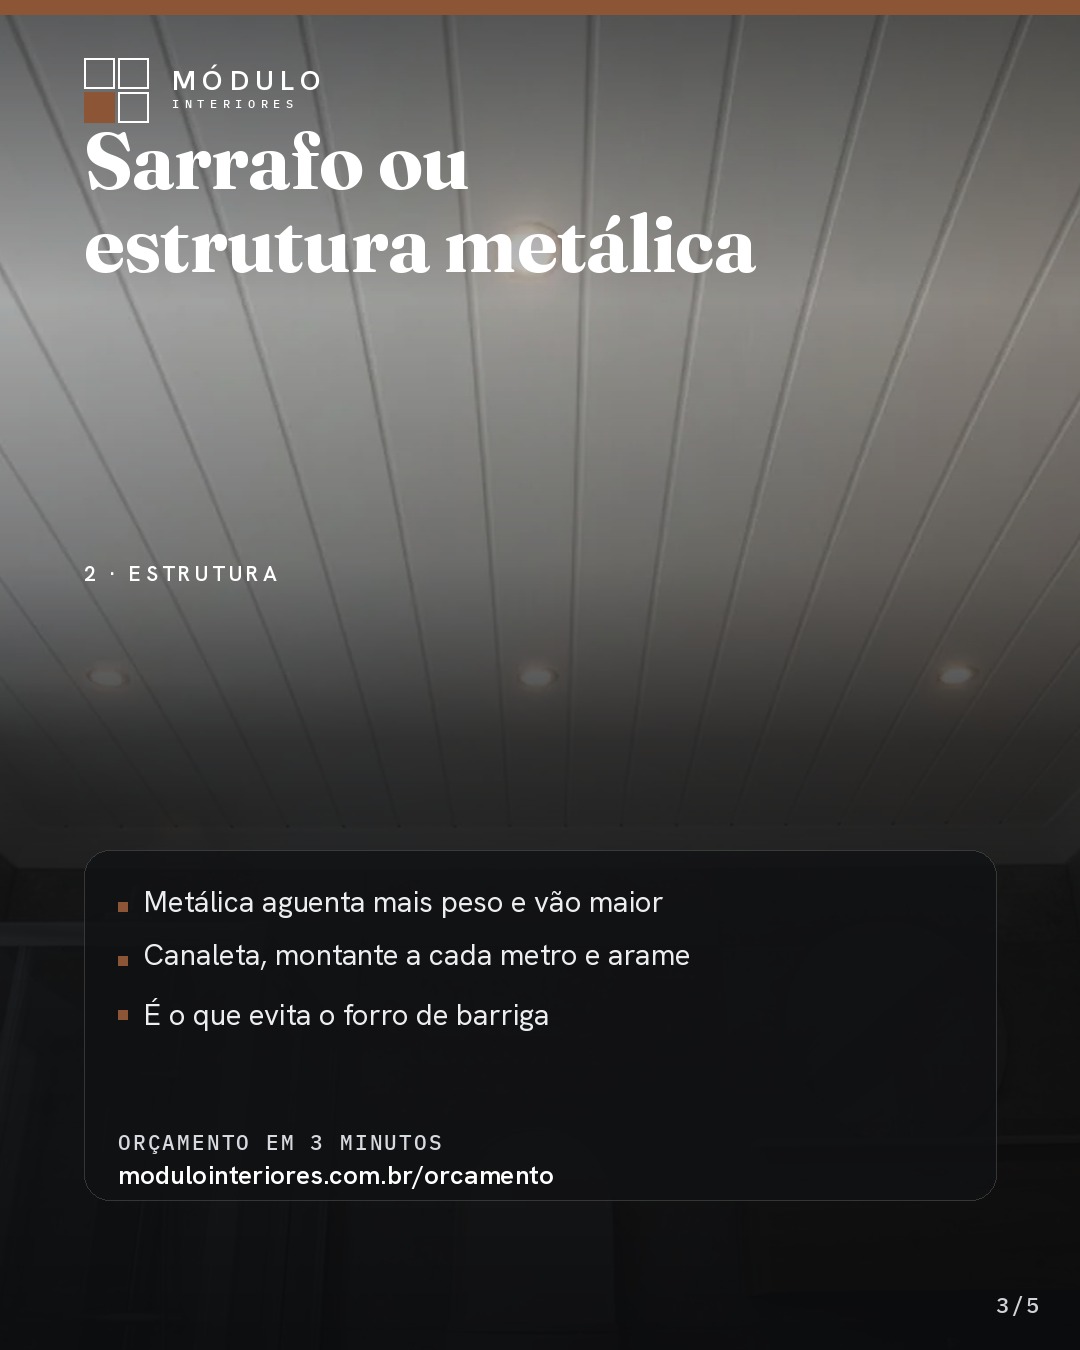 MÓDULO
INTERIORES
Sarrafo ou
estrutura metálica
2 · ESTRUTURA
Metálica aguenta mais peso e vão maior
Canaleta, montante a cada metro e arame
É o que evita o forro de barriga
ORÇAMENTO EM 3 MINUTOS
modulointeriores.com.br/orcamento
3/5